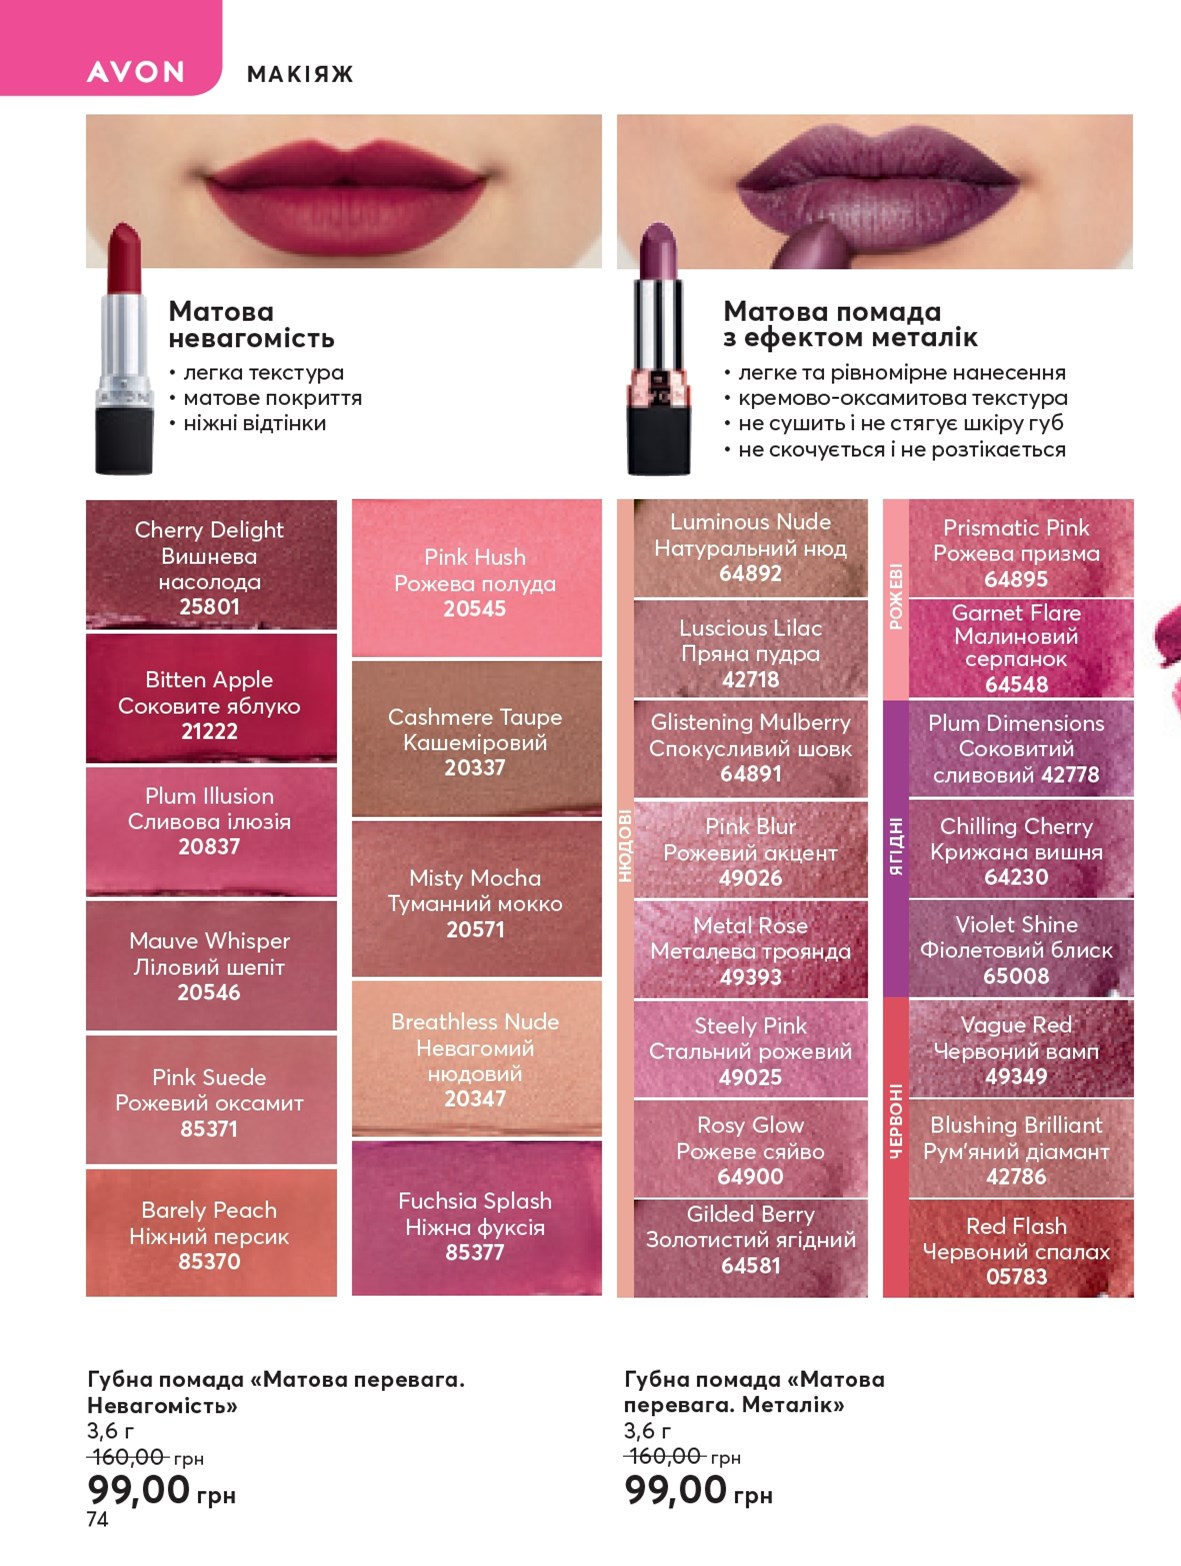 AVON
МАКІЯЖ
Матова
невагомість
• легка текстура
• матове покриття
• ніжні відтінки
Матова помада
з ефектом металік
• легке та рівномірне нанесення
• кремово-оксамитова текстура
• не сушить і не стягує шкіру губ
• не скочується і не розтікається
Cherry Delight
Вишнева
насолода
25801
Bitten Apple
Соковите яблуко
21222
Plum Illusion
Сливова ілюзія
20837
Mauve Whisper
Ліловий шепіт
20546
Pink Suede
Рожевий оксамит
85371
Barely Peach
Ніжний персик
85370
Pink Hush
Рожева полуда
20545
Cashmere Taupe
Кашеміровий
20337
Misty Mocha
Туманний мокко
20571
Breathless Nude
Невагомий
нюдовий
20347
Fuchsia Splash
Ніжна фуксія
85377
НЮДОВІ
Luminous Nude
Натуральний нюд
64892
Luscious Lilac
Пряна пудра
42718
Glistening Mulberry
Спокусливий шовк
64891
Pink Blur
Рожевий акцент
49026
Metal Rose
Металева троянда
49393
Steely Pink
Стальний рожевий
49025
Rosy Glow
Рожеве сяйво
64900
Gilded Berry
Золотистий ягідний
64581
РОЖЕВІ
Prismatic Pink
Рожева призма
64895
Garnet Flare
Малиновий
серпанок
64548
ЯГІДНІ
Plum Dimensions
Соковитий
сливовий 42778
Chilling Cherry
Крижана вишня
64230
Violet Shine
Фіолетовий блиск
65008
ЧЕРВОНІ
Vague Red
Червоний вамп
49349
Blushing Brilliant
Рум'яний діамант
42786
Red Flash
Червоний спалах
05783
Губна помада «Матова перевага.
Невагомість»
3,6 г
160,00 грн
99,00 грн
Губна помада «Матова
перевага. Металік»
3,6 г
160,00 грн
99,00 грн
74
AVON
AVON